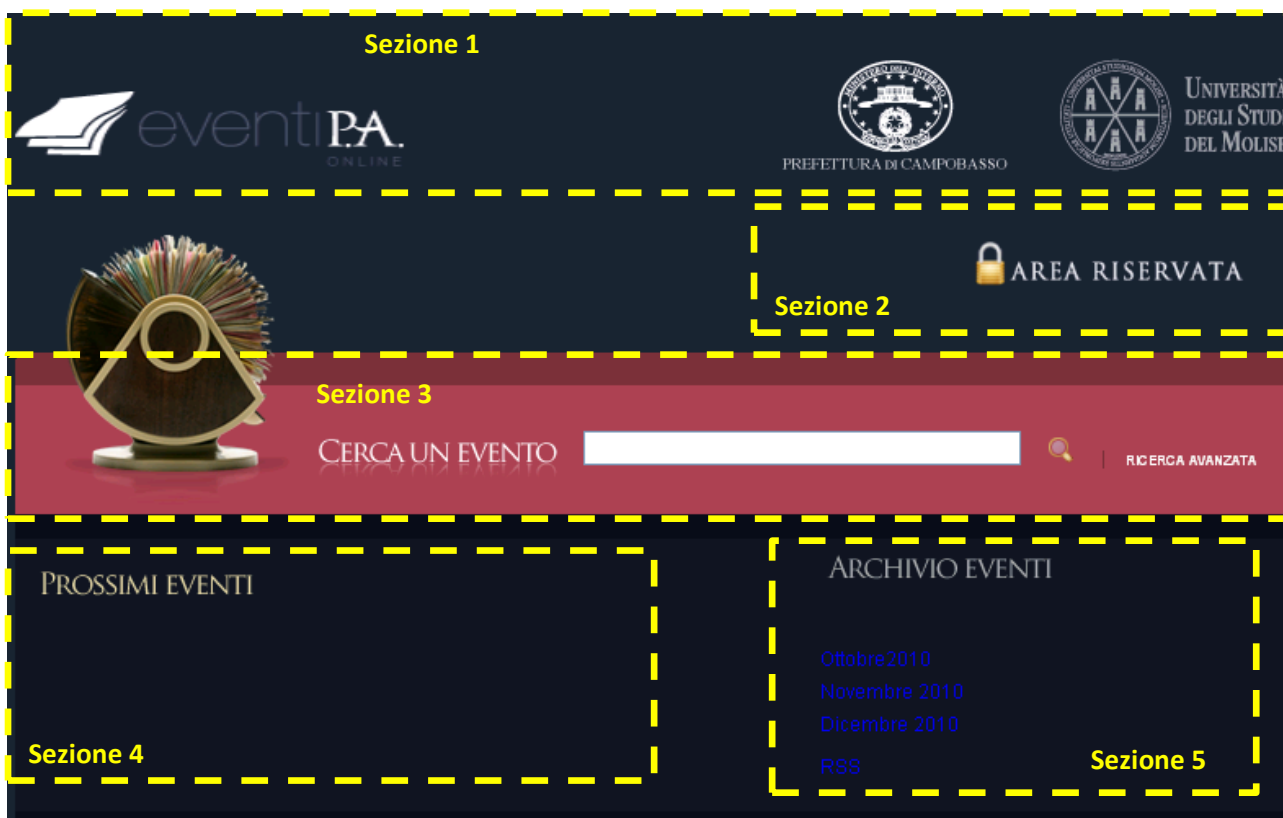 Sezione 1
eventiP.A.
ONLINE
PREFETTURA DI CAMPOBASSO
UNIVERSITÀ
DEGLI STUD
DEL MOLISE
AREA RISERVATA
Sezione 2
Sezione 3
CERCA UN EVENTO
RICERCA AVANZATA
PROSSIMI EVENTI
ARCHIVIO EVENTI
Ottobre2010
Novembre 2010
Dicembre 2010
RSS
Sezione 4
Sezione 5